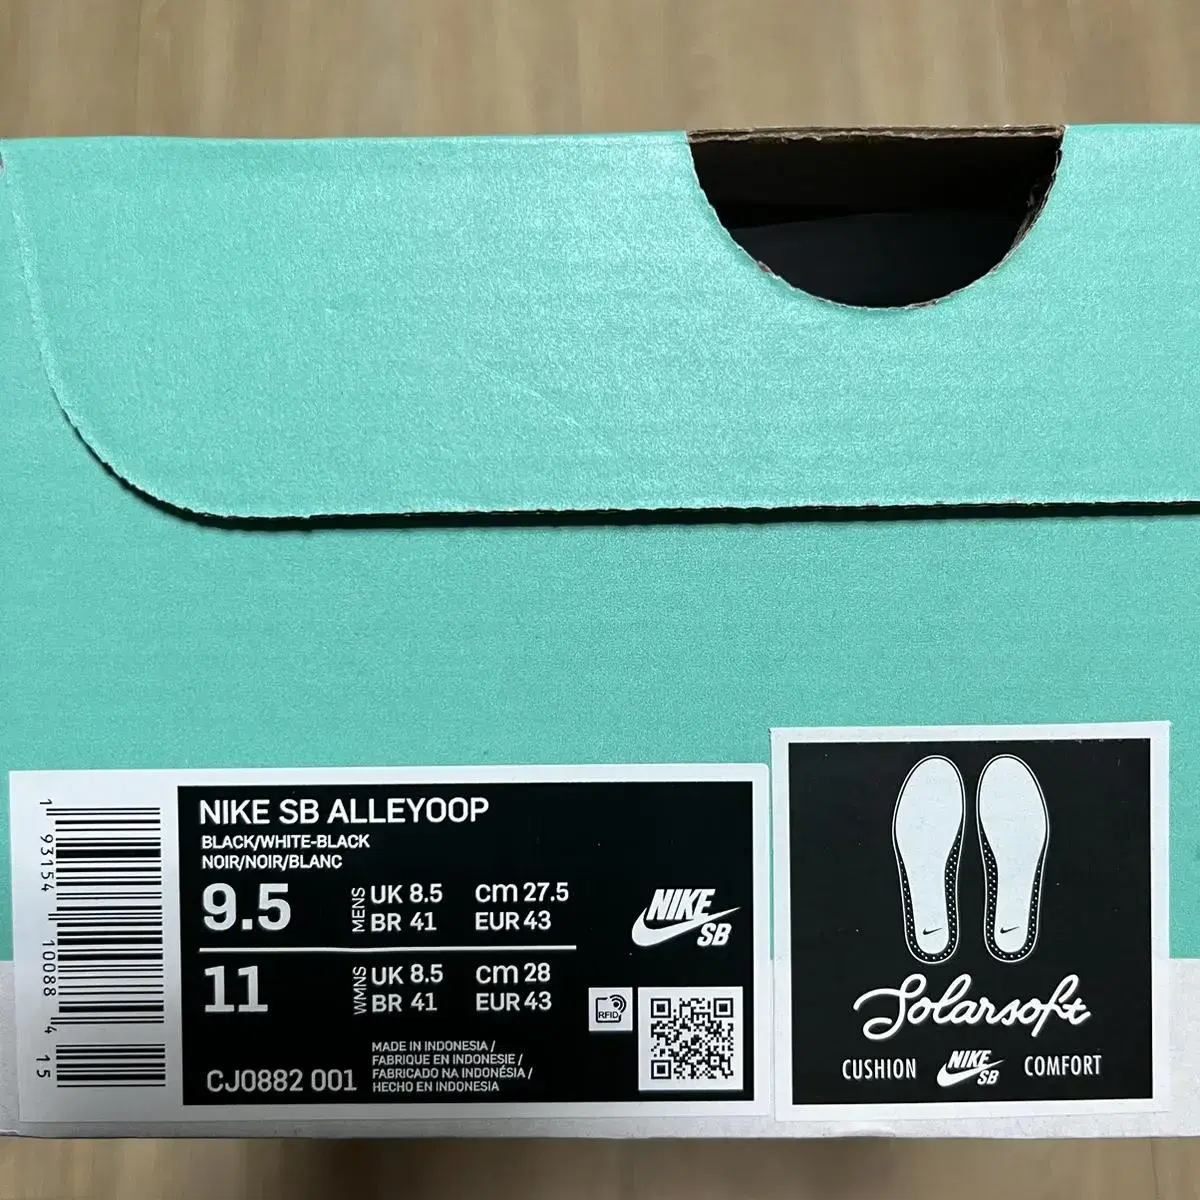 NIKE SB ALLEYOOP
BLACK/WHITE-BLACK
NOIR/NOIR/BLANC
9.5
MENS
UK 8.5 cm 27.5
BR 41 EUR 43
11
WMNS
UK 8.5 cm 28
BR 41 EUR 43
CJ0882 001
MADE IN INDONESIA /
FABRIQUE EN INDONESIE /
FABRICADO NA INDONÉSIA /
HECHO EN INDONESIA
RFID
NIKE
SB
1 93154 10088 4 15
Solarsoft
CUSHION NIKE SB COMFORT